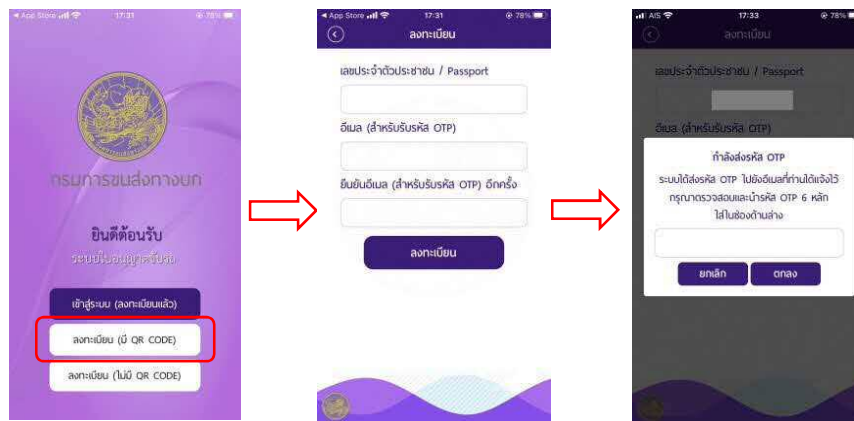 App Store 17:31 78%
กรมการขนส่งทางบก
ยินดีต้อนรับ
ระบบใบอนุญาตขับรถ
เข้าสู่ระบบ (ลงทะเบียนแล้ว)
ลงทะเบียน (มี QR CODE)
ลงทะเบียน (ไม่มี QR CODE)
App Store 17:31 78%
ลงทะเบียน
เลขประจำตัวประชาชน / Passport
อีเมล (สำหรับรับรหัส OTP)
ยืนยันอีเมล (สำหรับรับรหัส OTP) อีกครั้ง
ลงทะเบียน
AIS 17:33 78%
ลงทะเบียน
เลขประจำตัวประชาชน / Passport
อีเมล (สำหรับรับรหัส OTP)
กำลังส่งรหัส OTP
ระบบได้ส่งรหัส OTP ไปยังอีเมลที่ท่านได้แจ้งไว้
กรุณาตรวจสอบและนำรหัส OTP 6 หลัก
ใส่ในช่องด้านล่าง
ยกเลิก ตกลง